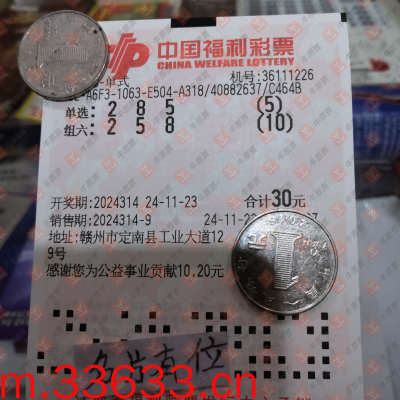 中国福利彩票
CHINA WELFARE LOTTERY
单式 机号:36111226
A6F3-1063-E504-A318/40882637/C464B
单选: 2 8 5 (5)
组六: 2 5 8 (10)
开奖期:2024314 24-11-23 合计30元
销售期:2024314-9 24-11-2
地址:赣州市定南县工业大道12
9号
感谢您为公益事业贡献10.20元
位
m.33633.cn